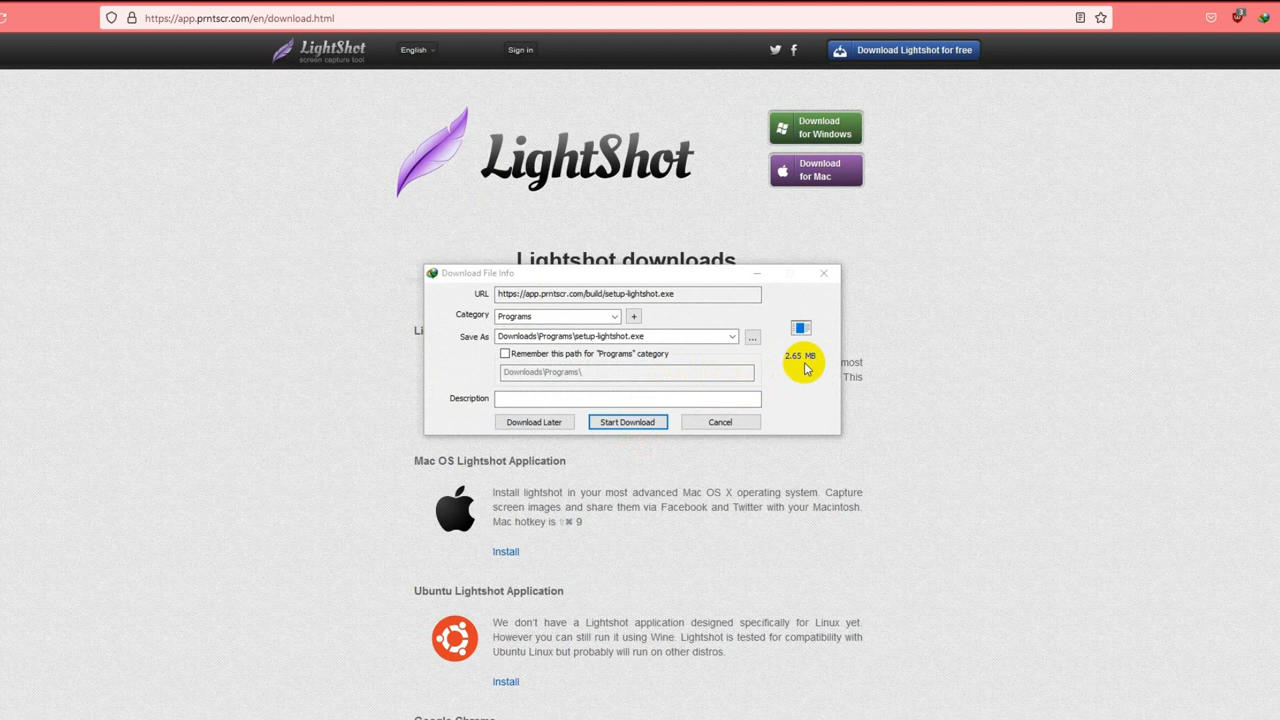 https://app.prntscr.com/en/download.html
3
LightShot
screen capture tool
English
Sign in
Download Lightshot for free
LightShot
Download
for Windows
Download
for Mac
Lightshot downloads
Download File Info
URL
https://app.prntscr.com/build/setup-lightshot.exe
Category
Programs
+
Save As
Downloads\Programs\setup-lightshot.exe
...
Remember this path for "Programs" category
Downloads\Programs\
2.65 MB
Description
Download Later
Start Download
Cancel
Li
most
This
Mac OS Lightshot Application
Install lightshot in your most advanced Mac OS X operating system. Capture
screen images and share them via Facebook and Twitter with your Macintosh.
Mac hotkey is ⇧⌘ 9
Install
Ubuntu Lightshot Application
We don't have a Lightshot application designed specifically for Linux yet.
However you can still run it using Wine. Lightshot is tested for compatibility with
Ubuntu Linux but probably will run on other distros.
Install
Google Chrome